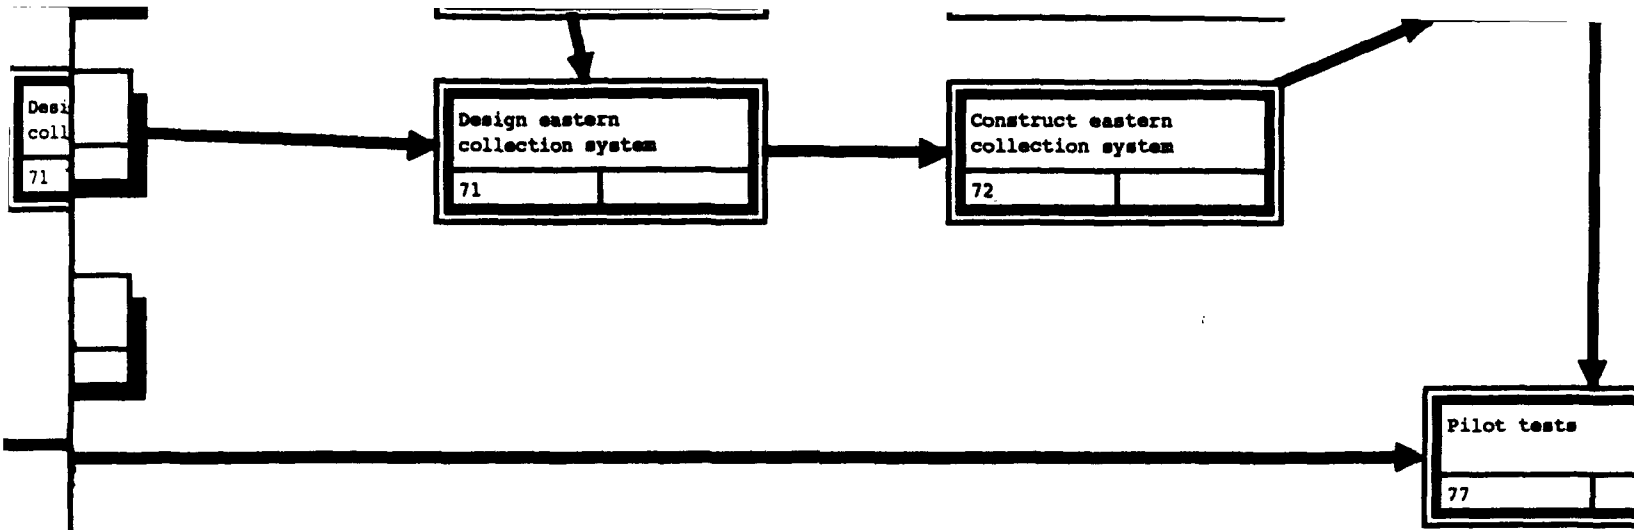 Desi
coll
71
Design eastern
collection system
71
Construct eastern
collection system
72
Pilot tests
77